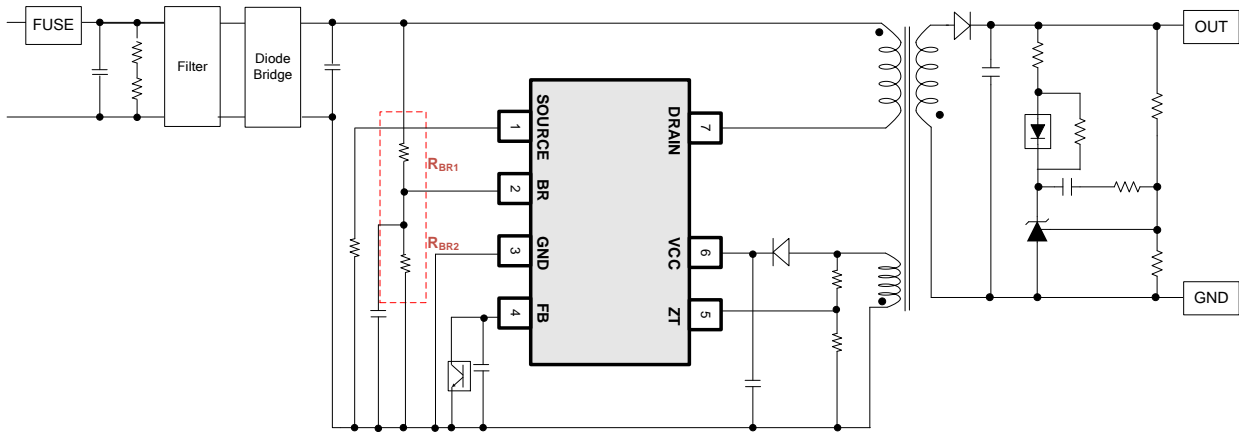 FUSE
Filter
Diode
Bridge
OUT
GND
SOURCE
1
BR
2
GND
3
FB
4
DRAIN
7
VCC
6
ZT
5
RBR1
RBR2